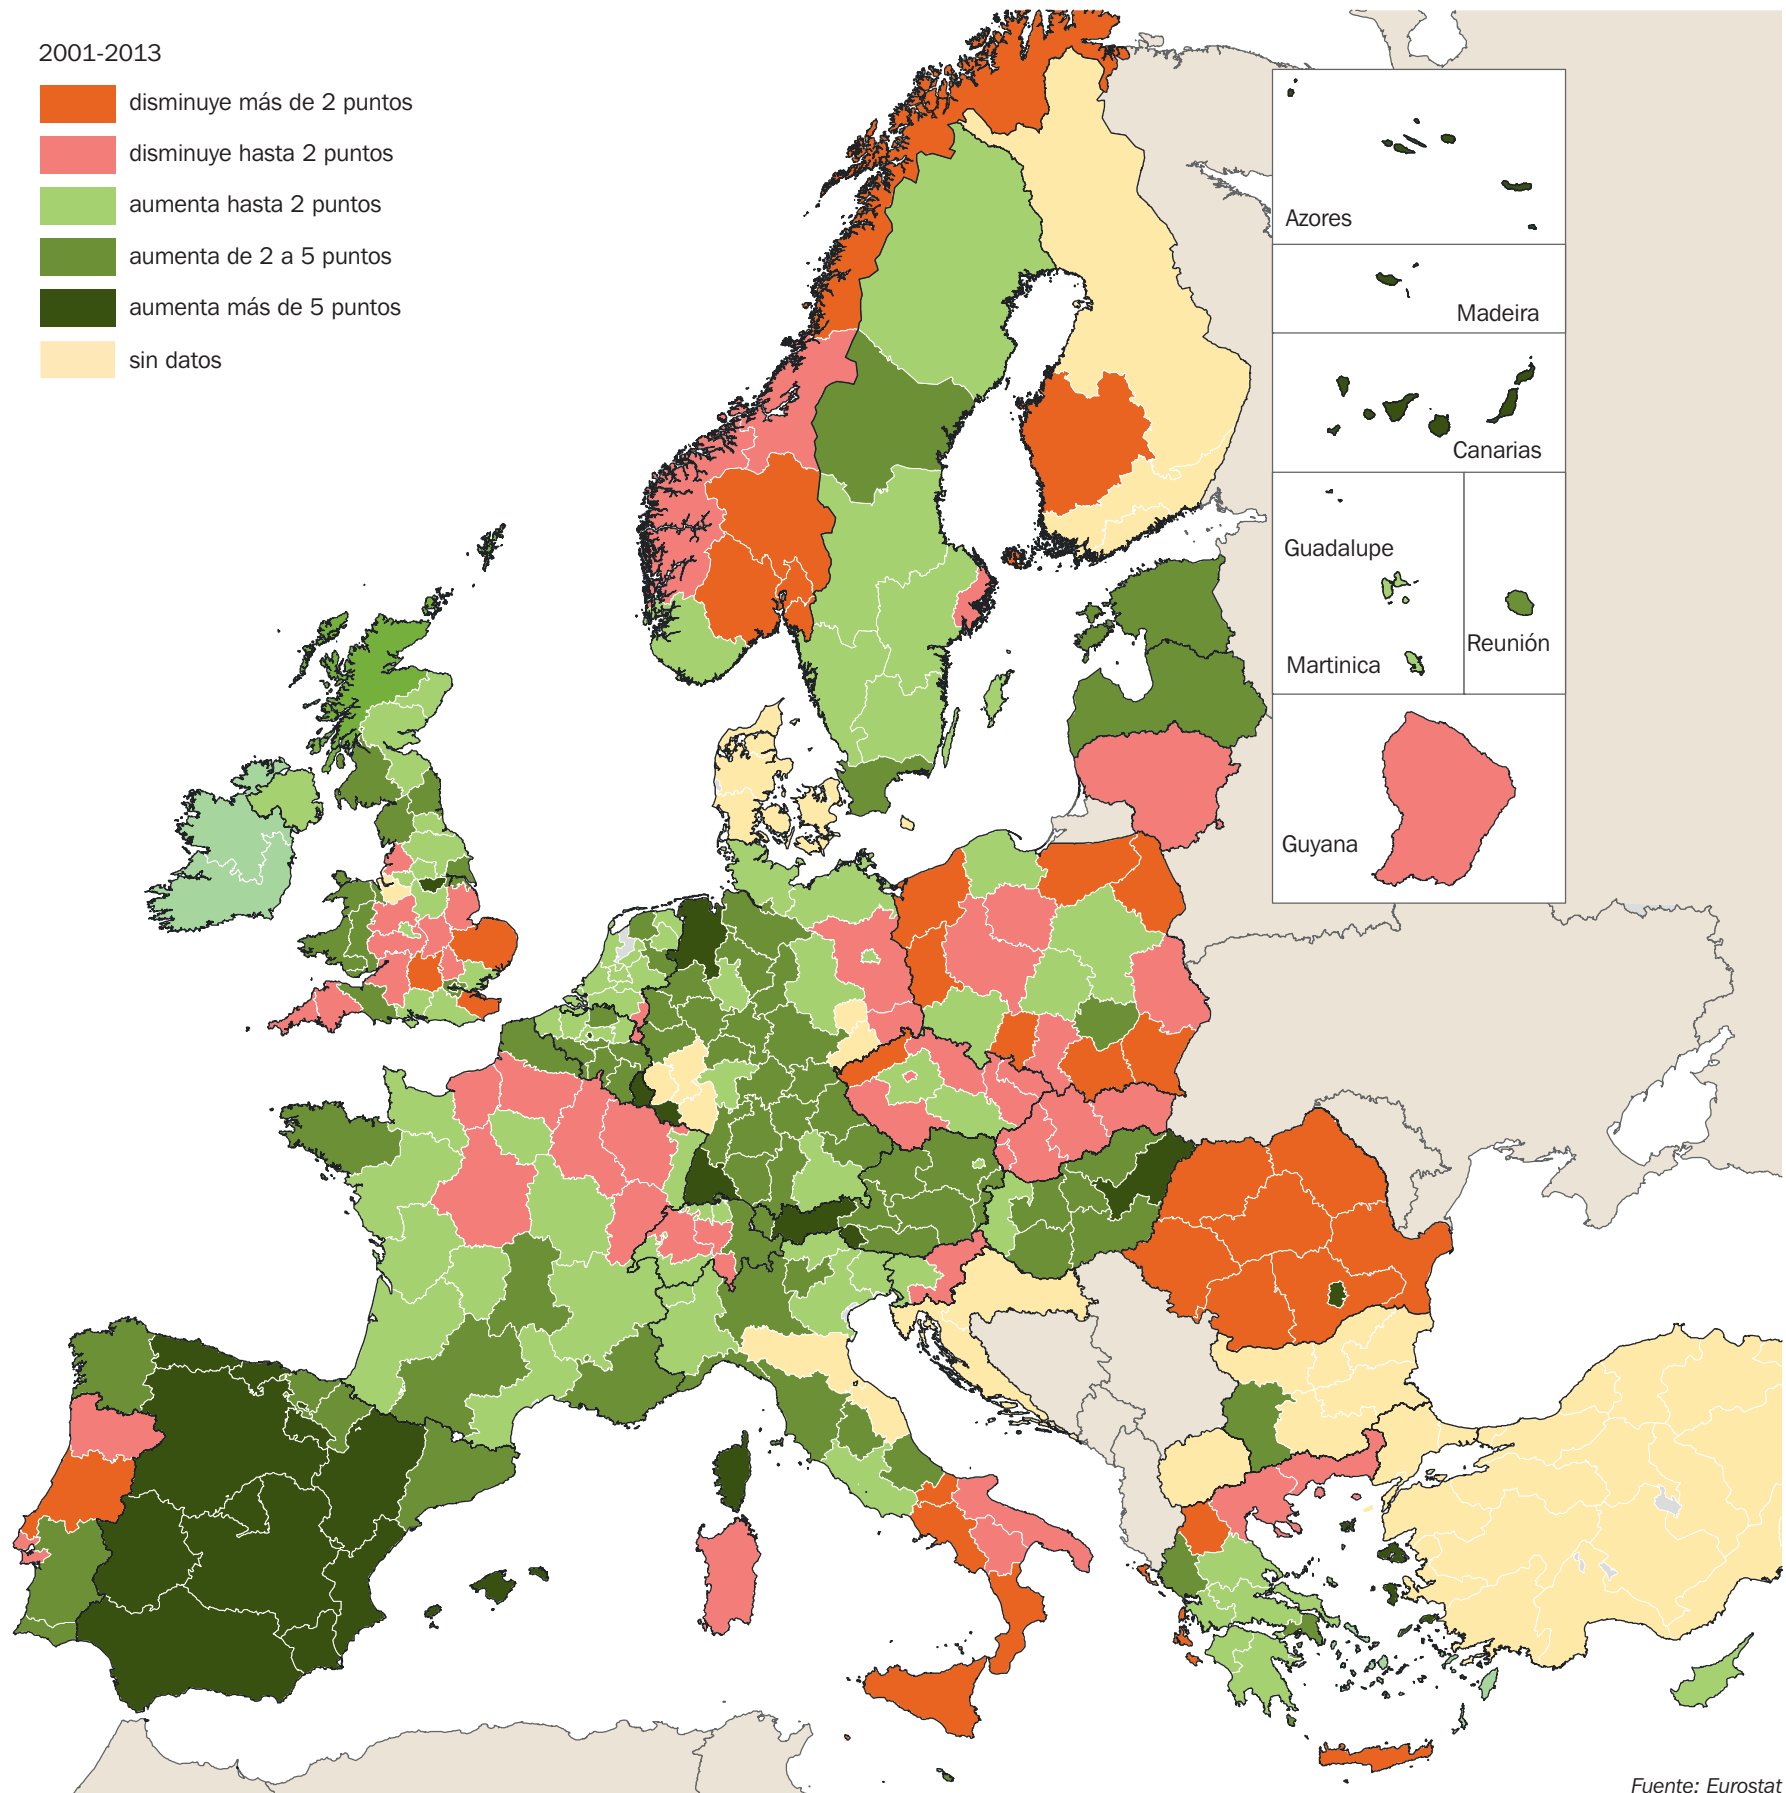 2001-2013
disminuye más de 2 puntos
disminuye hasta 2 puntos
aumenta hasta 2 puntos
aumenta de 2 a 5 puntos
aumenta más de 5 puntos
sin datos
Azores
Madeira
Canarias
Guadalupe
Martinica
Reunión
Guyana
Fuente: Eurostat